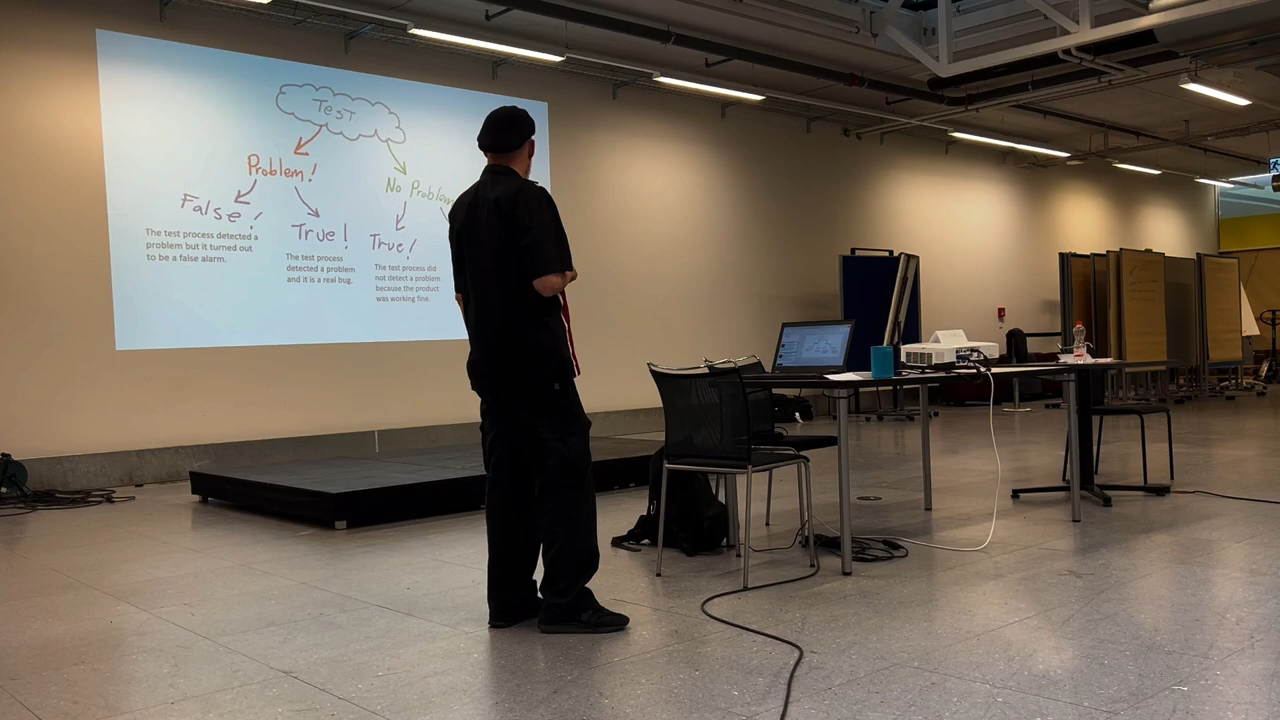 Test
Problem!
No Problem
False!
True!
True!
The test process detected a
problem but it turned out
to be a false alarm.
The test process
detected a problem
and it is a real bug.
The test process did
not detect a problem
because the product
was working fine.